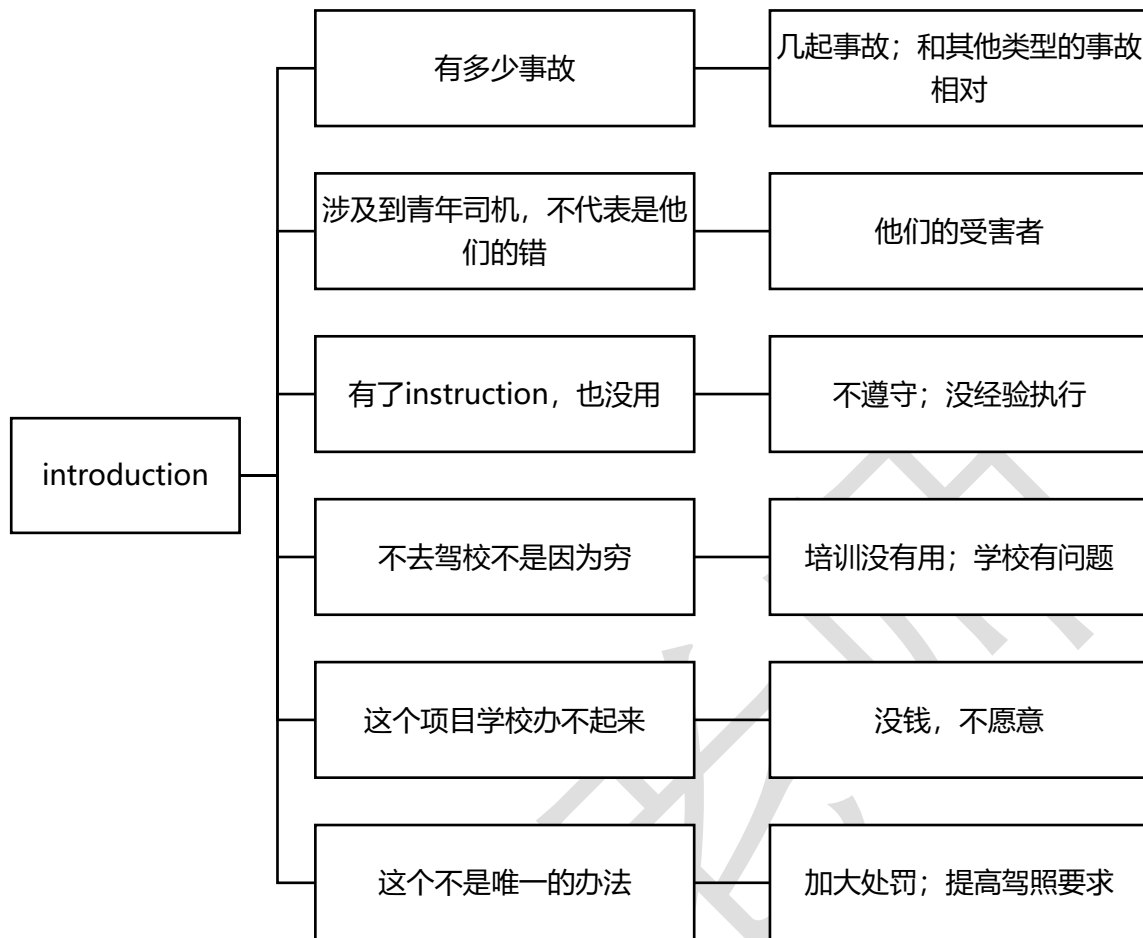 有多少事故
几起事故；和其他类型的事故
相对
涉及到青年司机，不代表是他
们的错
他们的受害者
有了instruction，也没用
不遵守；没经验执行
introduction
不去驾校不是因为穷
培训没有用；学校有问题
这个项目学校办不起来
没钱，不愿意
这个不是唯一的办法
加大处罚；提高驾照要求